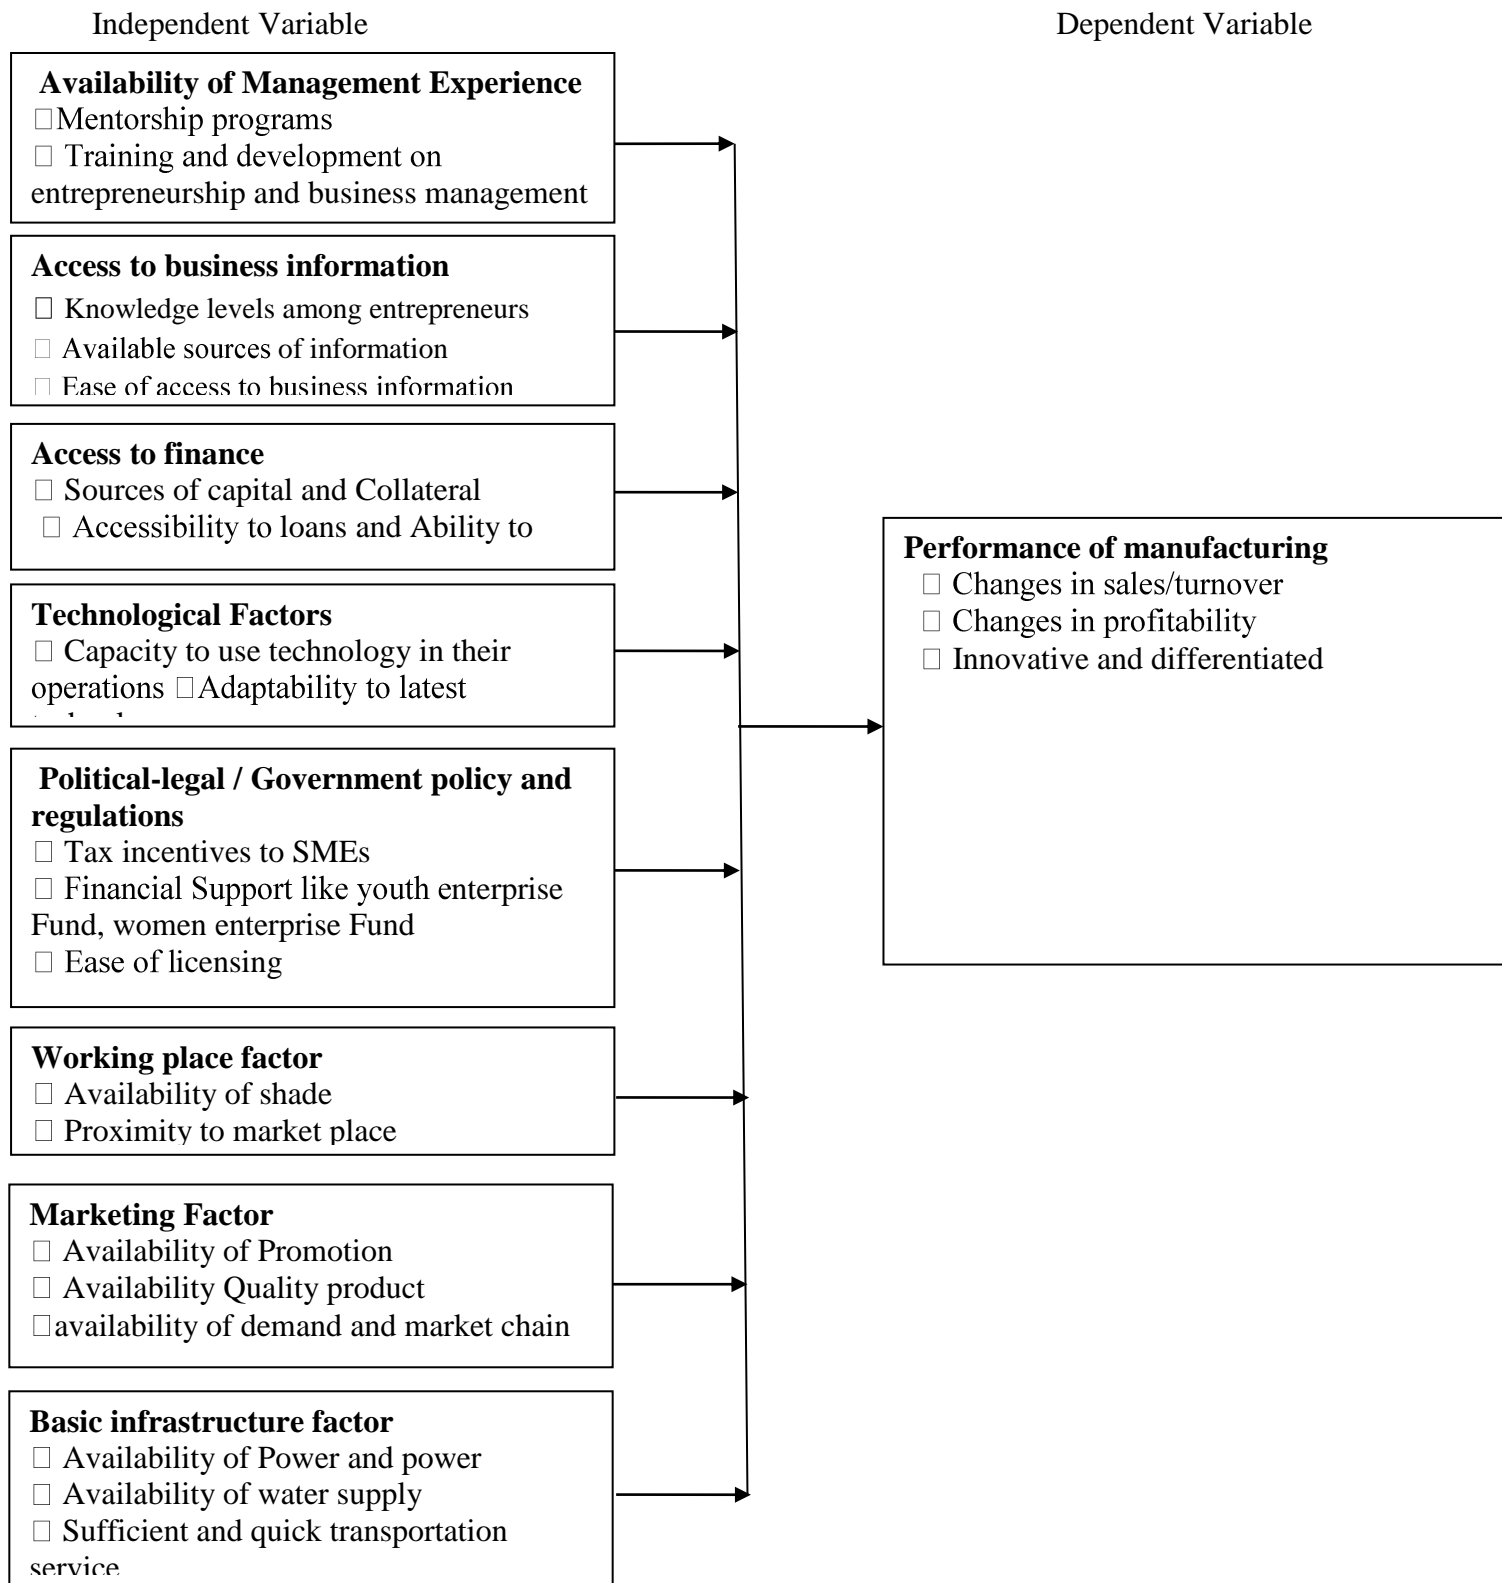 Independent Variable
Dependent Variable
Availability of Management Experience
□Mentorship programs
□ Training and development on
entrepreneurship and business management
Access to business information
□ Knowledge levels among entrepreneurs
□ Available sources of information
□ Ease of access to business information
Access to finance
□ Sources of capital and Collateral
□ Accessibility to loans and Ability to
Technological Factors
□ Capacity to use technology in their
operations □Adaptability to latest
Political-legal / Government policy and
regulations
□ Tax incentives to SMEs
□ Financial Support like youth enterprise
Fund, women enterprise Fund
□ Ease of licensing
Working place factor
□ Availability of shade
□ Proximity to market place
Marketing Factor
□ Availability of Promotion
□ Availability Quality product
□availability of demand and market chain
Basic infrastructure factor
□ Availability of Power and power
□ Availability of water supply
□ Sufficient and quick transportation
service
Performance of manufacturing
□ Changes in sales/turnover
□ Changes in profitability
□ Innovative and differentiated